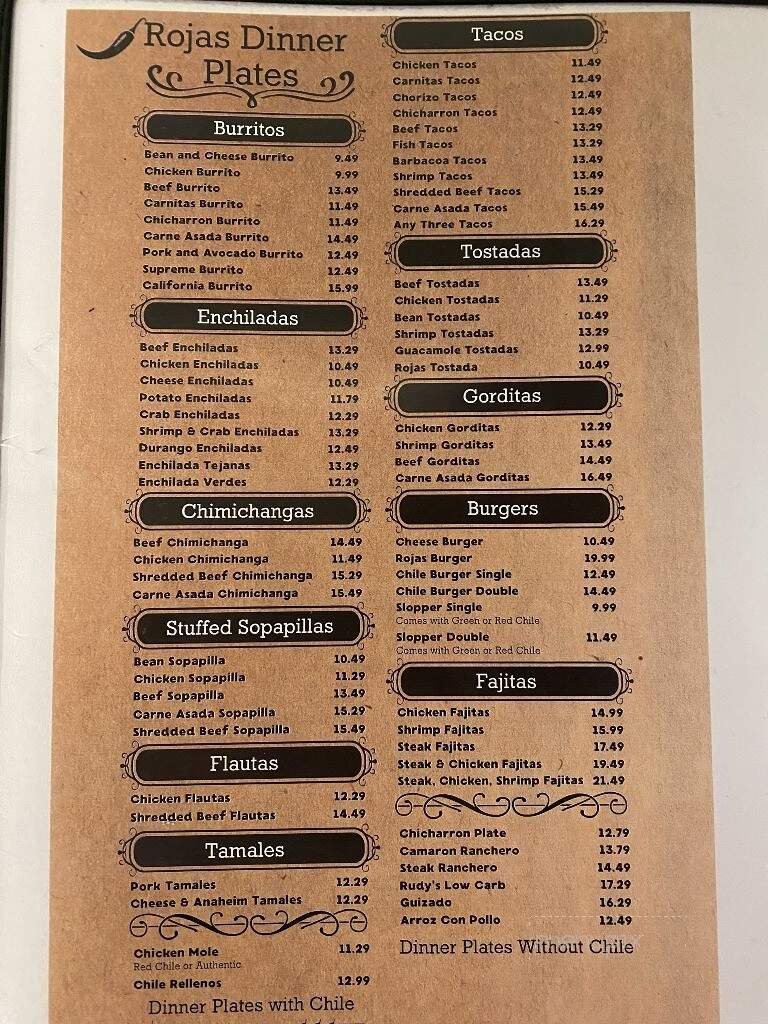 Rojas Dinner
Plates
Burritos
Bean and Cheese Burrito 9.49
Chicken Burrito 9.99
Beef Burrito 13.49
Carnitas Burrito 11.49
Chicharron Burrito 11.49
Carne Asada Burrito 14.49
Pork and Avocado Burrito 12.49
Supreme Burrito 12.49
California Burrito 15.99
Enchiladas
Beef Enchiladas 13.29
Chicken Enchiladas 10.49
Cheese Enchiladas 10.49
Potato Enchiladas 11.79
Crab Enchiladas 12.29
Shrimp & Crab Enchiladas 13.29
Durango Enchiladas 12.49
Enchilada Tejanas 13.29
Enchilada Verdes 12.29
Chimichangas
Beef Chimichanga 14.49
Chicken Chimichanga 11.49
Shredded Beef Chimichanga 15.29
Carne Asada Chimichanga 15.49
Stuffed Sopapillas
Bean Sopapilla 10.49
Chicken Sopapilla 11.29
Beef Sopapilla 13.49
Carne Asada Sopapilla 15.29
Shredded Beef Sopapilla 15.49
Flautas
Chicken Flautas 12.29
Shredded Beef Flautas 14.49
Tamales
Pork Tamales 12.29
Cheese & Anaheim Tamales 12.29
Chicken Mole 11.29
Red Chile or Authentic
Chile Rellenos 12.99
Dinner Plates with Chile
Tacos
Chicken Tacos 11.49
Carnitas Tacos 12.49
Chorizo Tacos 12.49
Chicharron Tacos 12.49
Beef Tacos 13.29
Fish Tacos 13.29
Barbacoa Tacos 13.49
Shrimp Tacos 13.49
Shredded Beef Tacos 15.29
Carne Asada Tacos 15.49
Any Three Tacos 16.29
Tostadas
Beef Tostadas 13.49
Chicken Tostadas 11.29
Bean Tostadas 10.49
Shrimp Tostadas 13.29
Guacamole Tostadas 12.99
Rojas Tostada 10.49
Gorditas
Chicken Gorditas 12.29
Shrimp Gorditas 13.49
Beef Gorditas 14.49
Carne Asada Gorditas 16.49
Burgers
Cheese Burger 10.49
Rojas Burger 19.99
Chile Burger Single 12.49
Chile Burger Double 14.49
Slopper Single 9.99
Comes with Green or Red Chile
Slopper Double 11.49
Comes with Green or Red Chile
Fajitas
Chicken Fajitas 14.99
Shrimp Fajitas 15.99
Steak Fajitas 17.49
Steak & Chicken Fajitas 19.49
Steak, Chicken, Shrimp Fajitas 21.49
Chicharron Plate 12.79
Camaron Ranchero 13.79
Steak Ranchero 14.49
Rudy's Low Carb 17.29
Guizado 16.29
Arroz Con Pollo 12.49
Dinner Plates Without Chile